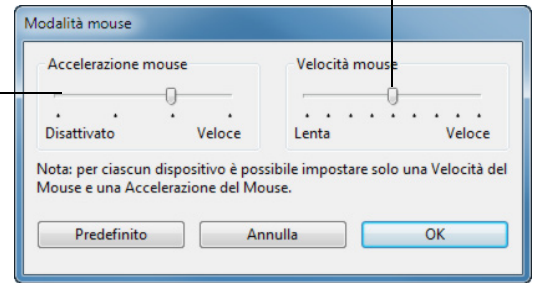 Modalità mouse
Accelerazione mouse
Disattivato Veloce
Velocità mouse
Lenta Veloce
Nota: per ciascun dispositivo è possibile impostare solo una Velocità del
Mouse e una Accelerazione del Mouse.
Predefinito Annulla OK